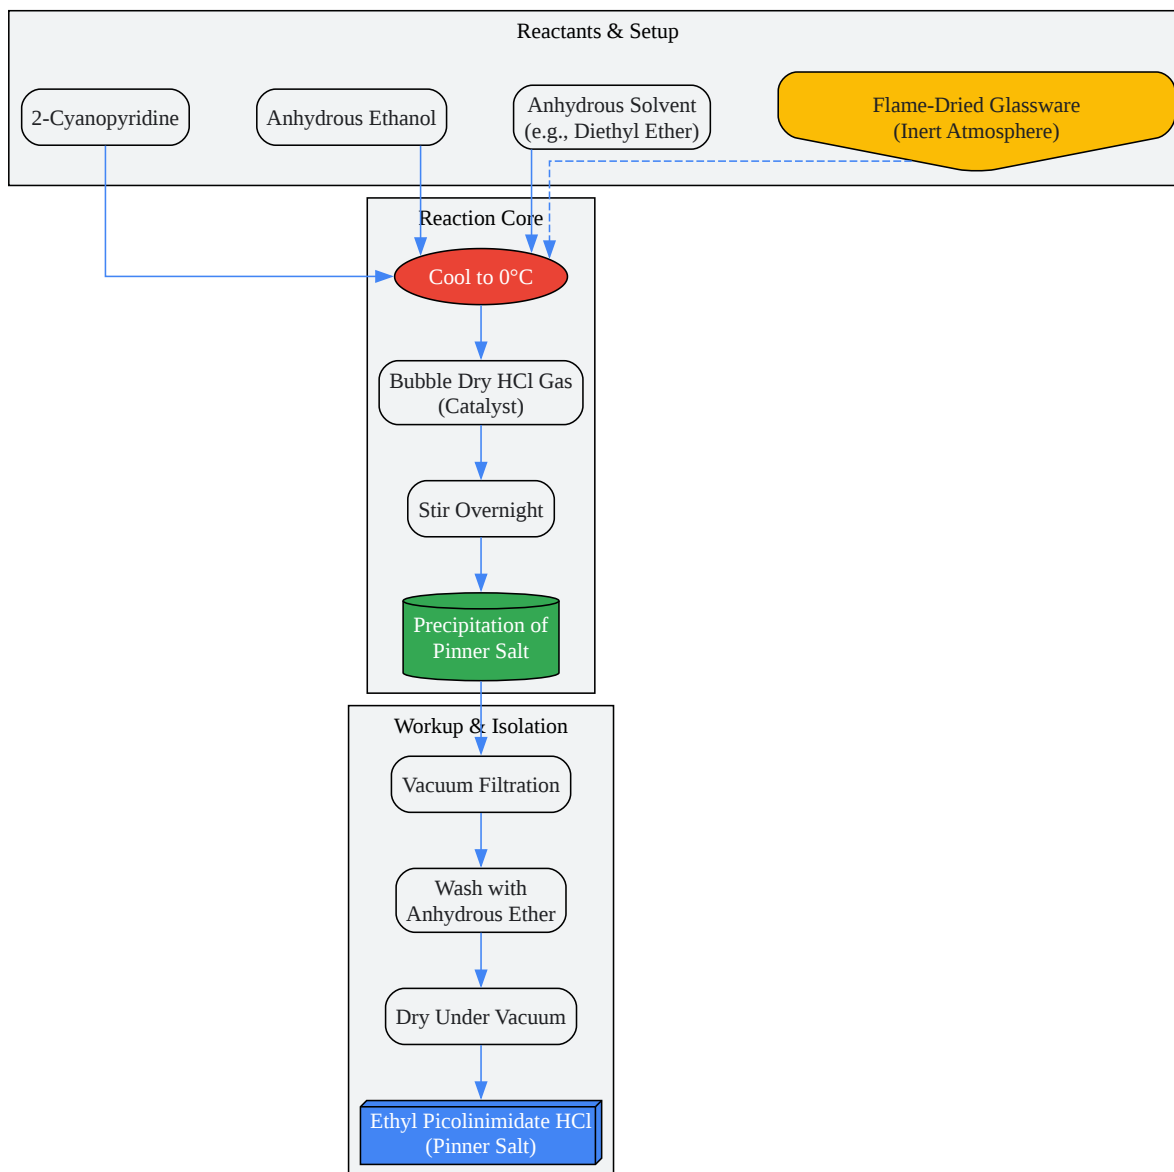 Reactants & Setup
2-Cyanopyridine
Anhydrous Ethanol
Anhydrous Solvent
(e.g., Diethyl Ether)
Flame-Dried Glassware
(Inert Atmosphere)
Reaction Core
Cool to 0°C
Bubble Dry HCl Gas
(Catalyst)
Stir Overnight
Precipitation of
Pinner Salt
Workup & Isolation
Vacuum Filtration
Wash with
Anhydrous Ether
Dry Under Vacuum
Ethyl Picolinimidate HCl
(Pinner Salt)